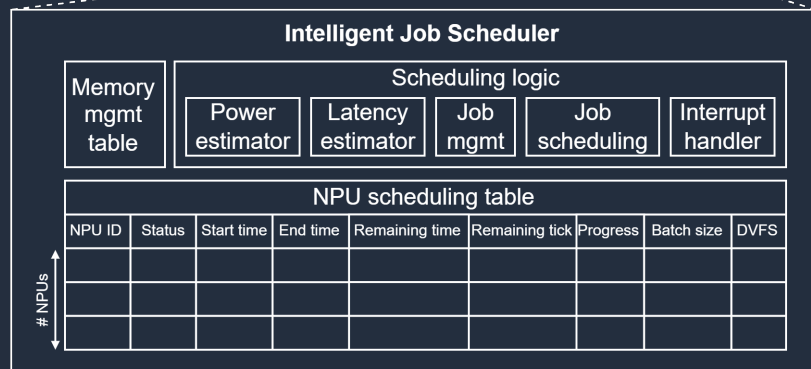 Intelligent Job Scheduler
Memory
mgmt
table
Scheduling logic
Power
estimator
Latency
estimator
Job
mgmt
Job
scheduling
Interrupt
handler
NPU scheduling table
NPU ID Status Start time End time Remaining time Remaining tick Progress Batch size DVFS
# NPUs